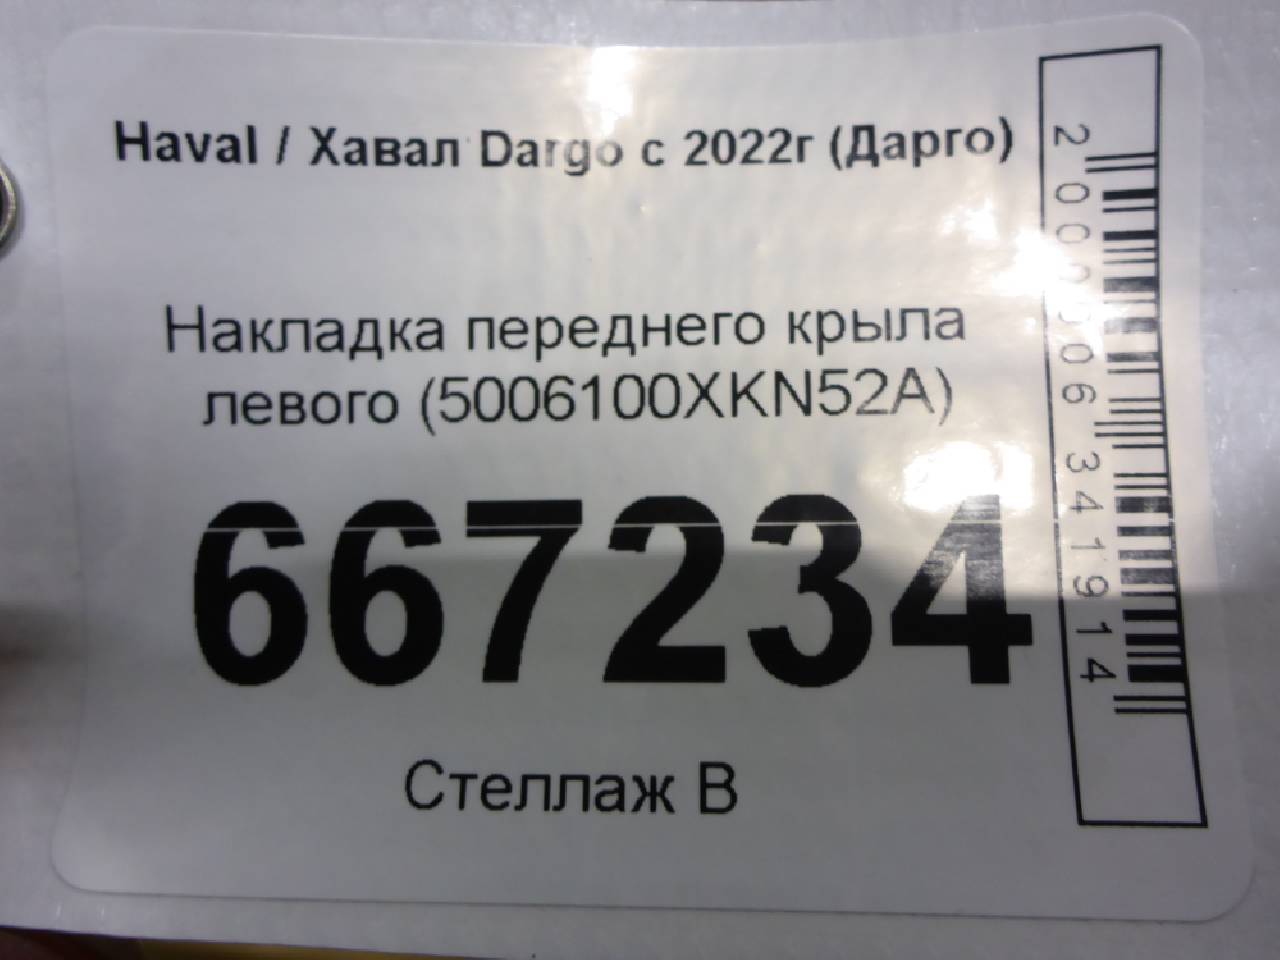 Haval / Хавал Dargo с 2022г (Дарго)
Накладка переднего крыла
левого (5006100XKN52A)
667234
Стеллаж В
2000006341914